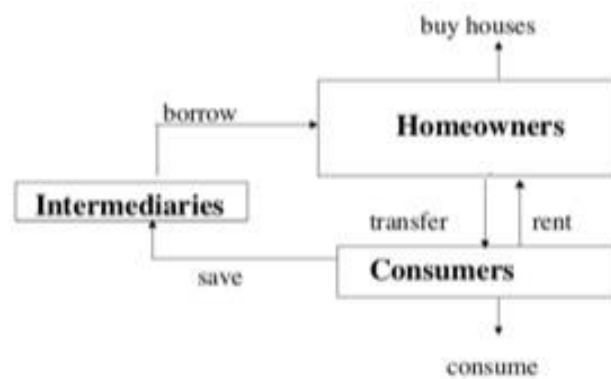 buy houses
borrow
Homeowners
Intermediaries
transfer
rent
save
Consumers
consume